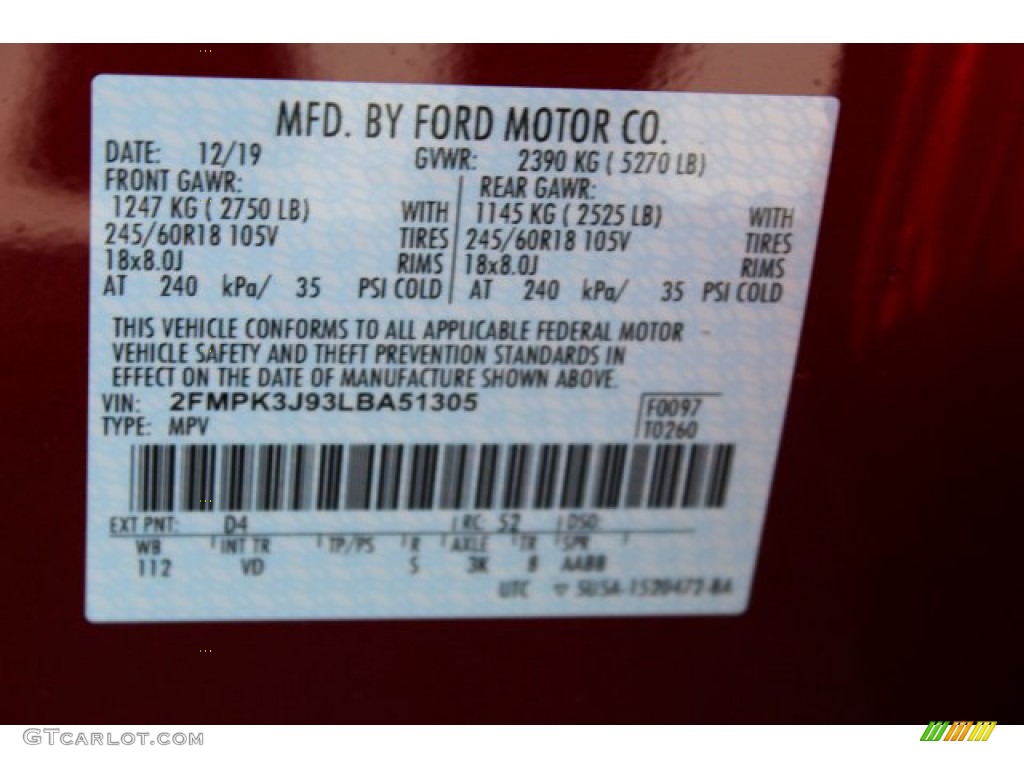 MFD. BY FORD MOTOR CO.
DATE: 12/19 GVWR: 2390 KG ( 5270 LB)
FRONT GAWR: REAR GAWR:
1247 KG ( 2750 LB) WITH 1145 KG ( 2525 LB) WITH
245/60R18 105V TIRES 245/60R18 105V TIRES
18x8.0J RIMS 18x8.0J RIMS
AT 240 kPa/ 35 PSI COLD AT 240 kPa/ 35 PSI COLD
THIS VEHICLE CONFORMS TO ALL APPLICABLE FEDERAL MOTOR
VEHICLE SAFETY AND THEFT PREVENTION STANDARDS IN
EFFECT ON THE DATE OF MANUFACTURE SHOWN ABOVE.
VIN: 2FMPK3J93LBA51305 F0097
TYPE: MPV T0260
EXT PNT: D4 RC: 52 DSO:
WB INT TR TP/PS R AXLE TR SPR
112 VD S 3K 8 AABB
UTC ▽ 5U5A-1520472-BA
GTCARLOT.COM